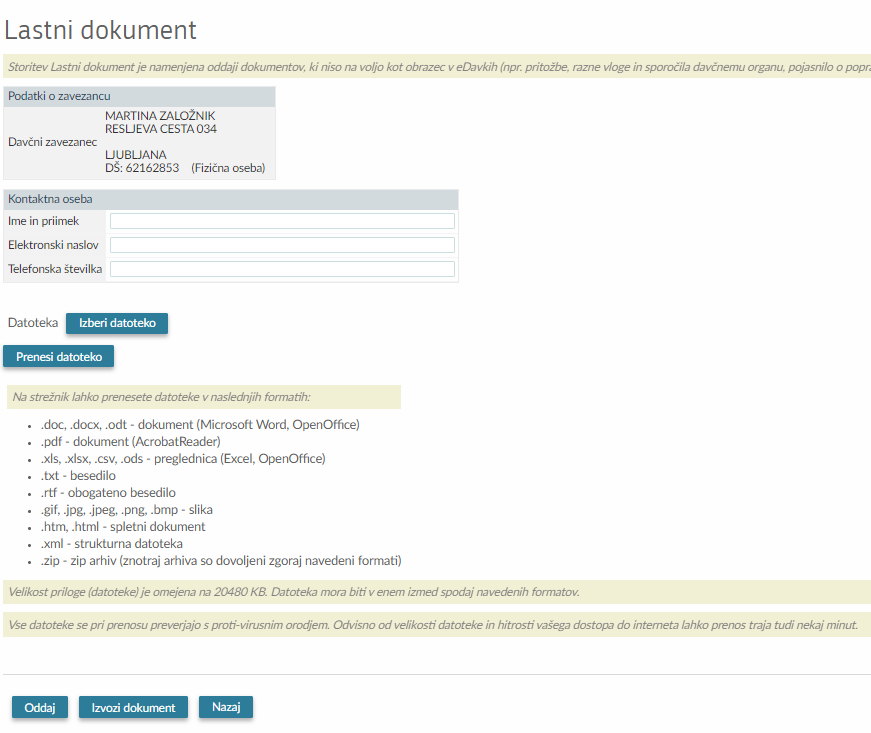 Lastni dokument
Storitev Lastni dokument je namenjena oddaji dokumentov, ki niso na voljo kot obrazec v eDavkih (npr. pritožbe, razne vloge in sporočila davčnemu organu, pojasnilo o popra
Podatki o zavezancu
Davčni zavezanec
MARTINA ZALOŽNIK
RESLJEVA CESTA 034
LJUBLJANA
DŠ: 62162853 (Fizična oseba)
Kontaktna oseba
Ime in priimek
Elektronski naslov
Telefonska številka
Datoteka Izberi datoteko
Prenesi datoteko
Na strežnik lahko prenesete datoteke v naslednjih formatih:
• .doc, .docx, .odt - dokument (Microsoft Word, OpenOffice)
• .pdf - dokument (AcrobatReader)
• .xls, .xlsx, .csv, .ods - preglednica (Excel, OpenOffice)
• .txt - besedilo
• .rtf - obogateno besedilo
• .gif, .jpg, .jpeg, .png, .bmp - slika
• .htm, .html - spletni dokument
• .xml - strukturna datoteka
• .zip - zip arhiv (znotraj arhiva so dovoljeni zgoraj navedeni formati)
Velikost priloge (datoteke) je omejena na 20480 KB. Datoteka mora biti v enem izmed spodaj navedenih formatov.
Vse datoteke se pri prenosu preverjajo s proti-virusnim orodjem. Odvisno od velikosti datoteke in hitrosti vašega dostopa do interneta lahko prenos traja tudi nekaj minut.
Oddaj Izvozi dokument Nazaj